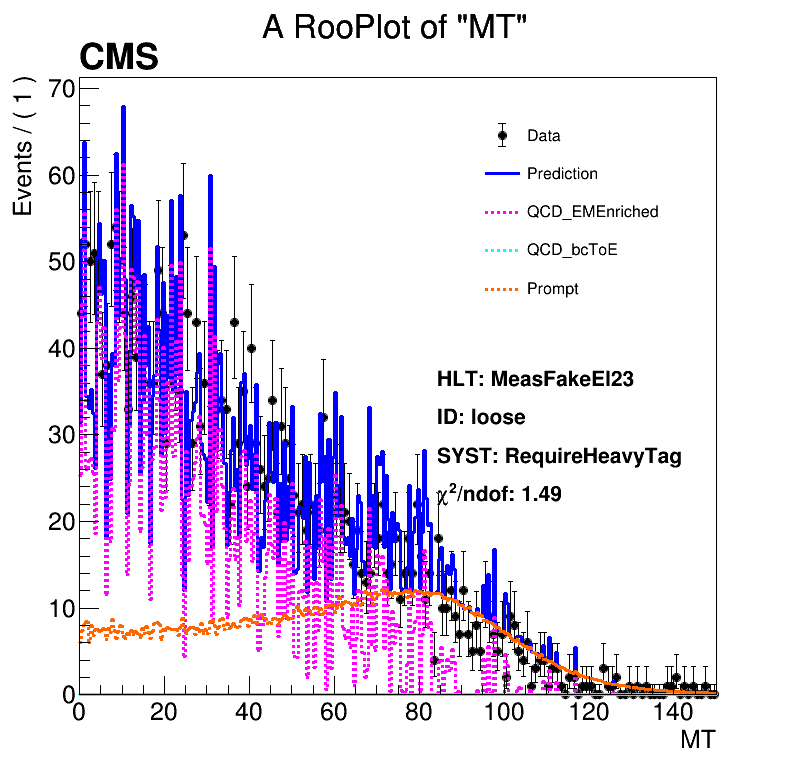 A RooPlot of "MT"
CMS
Events / ( 1 )
70
60
50
40
30
20
10
0
Data
Prediction
QCD_EMEnriched
QCD_bcToE
Prompt
HLT: MeasFakeEl23
ID: loose
SYST: RequireHeavyTag
χ²/ndof: 1.49
0 20 40 60 80 100 120 140
MT